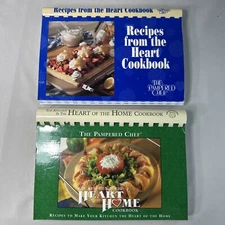 Recipes from the Heart Cookbook
Recipes
from the
Heart
Cookbook
THE
PAMPERED
CHEF
HEART OF THE HOME COOKBOOK
THE PAMPERED CHEF
HEART
HOME
COOKBOOK
RECIPES TO MAKE YOUR KITCHEN THE HEART OF THE HOME